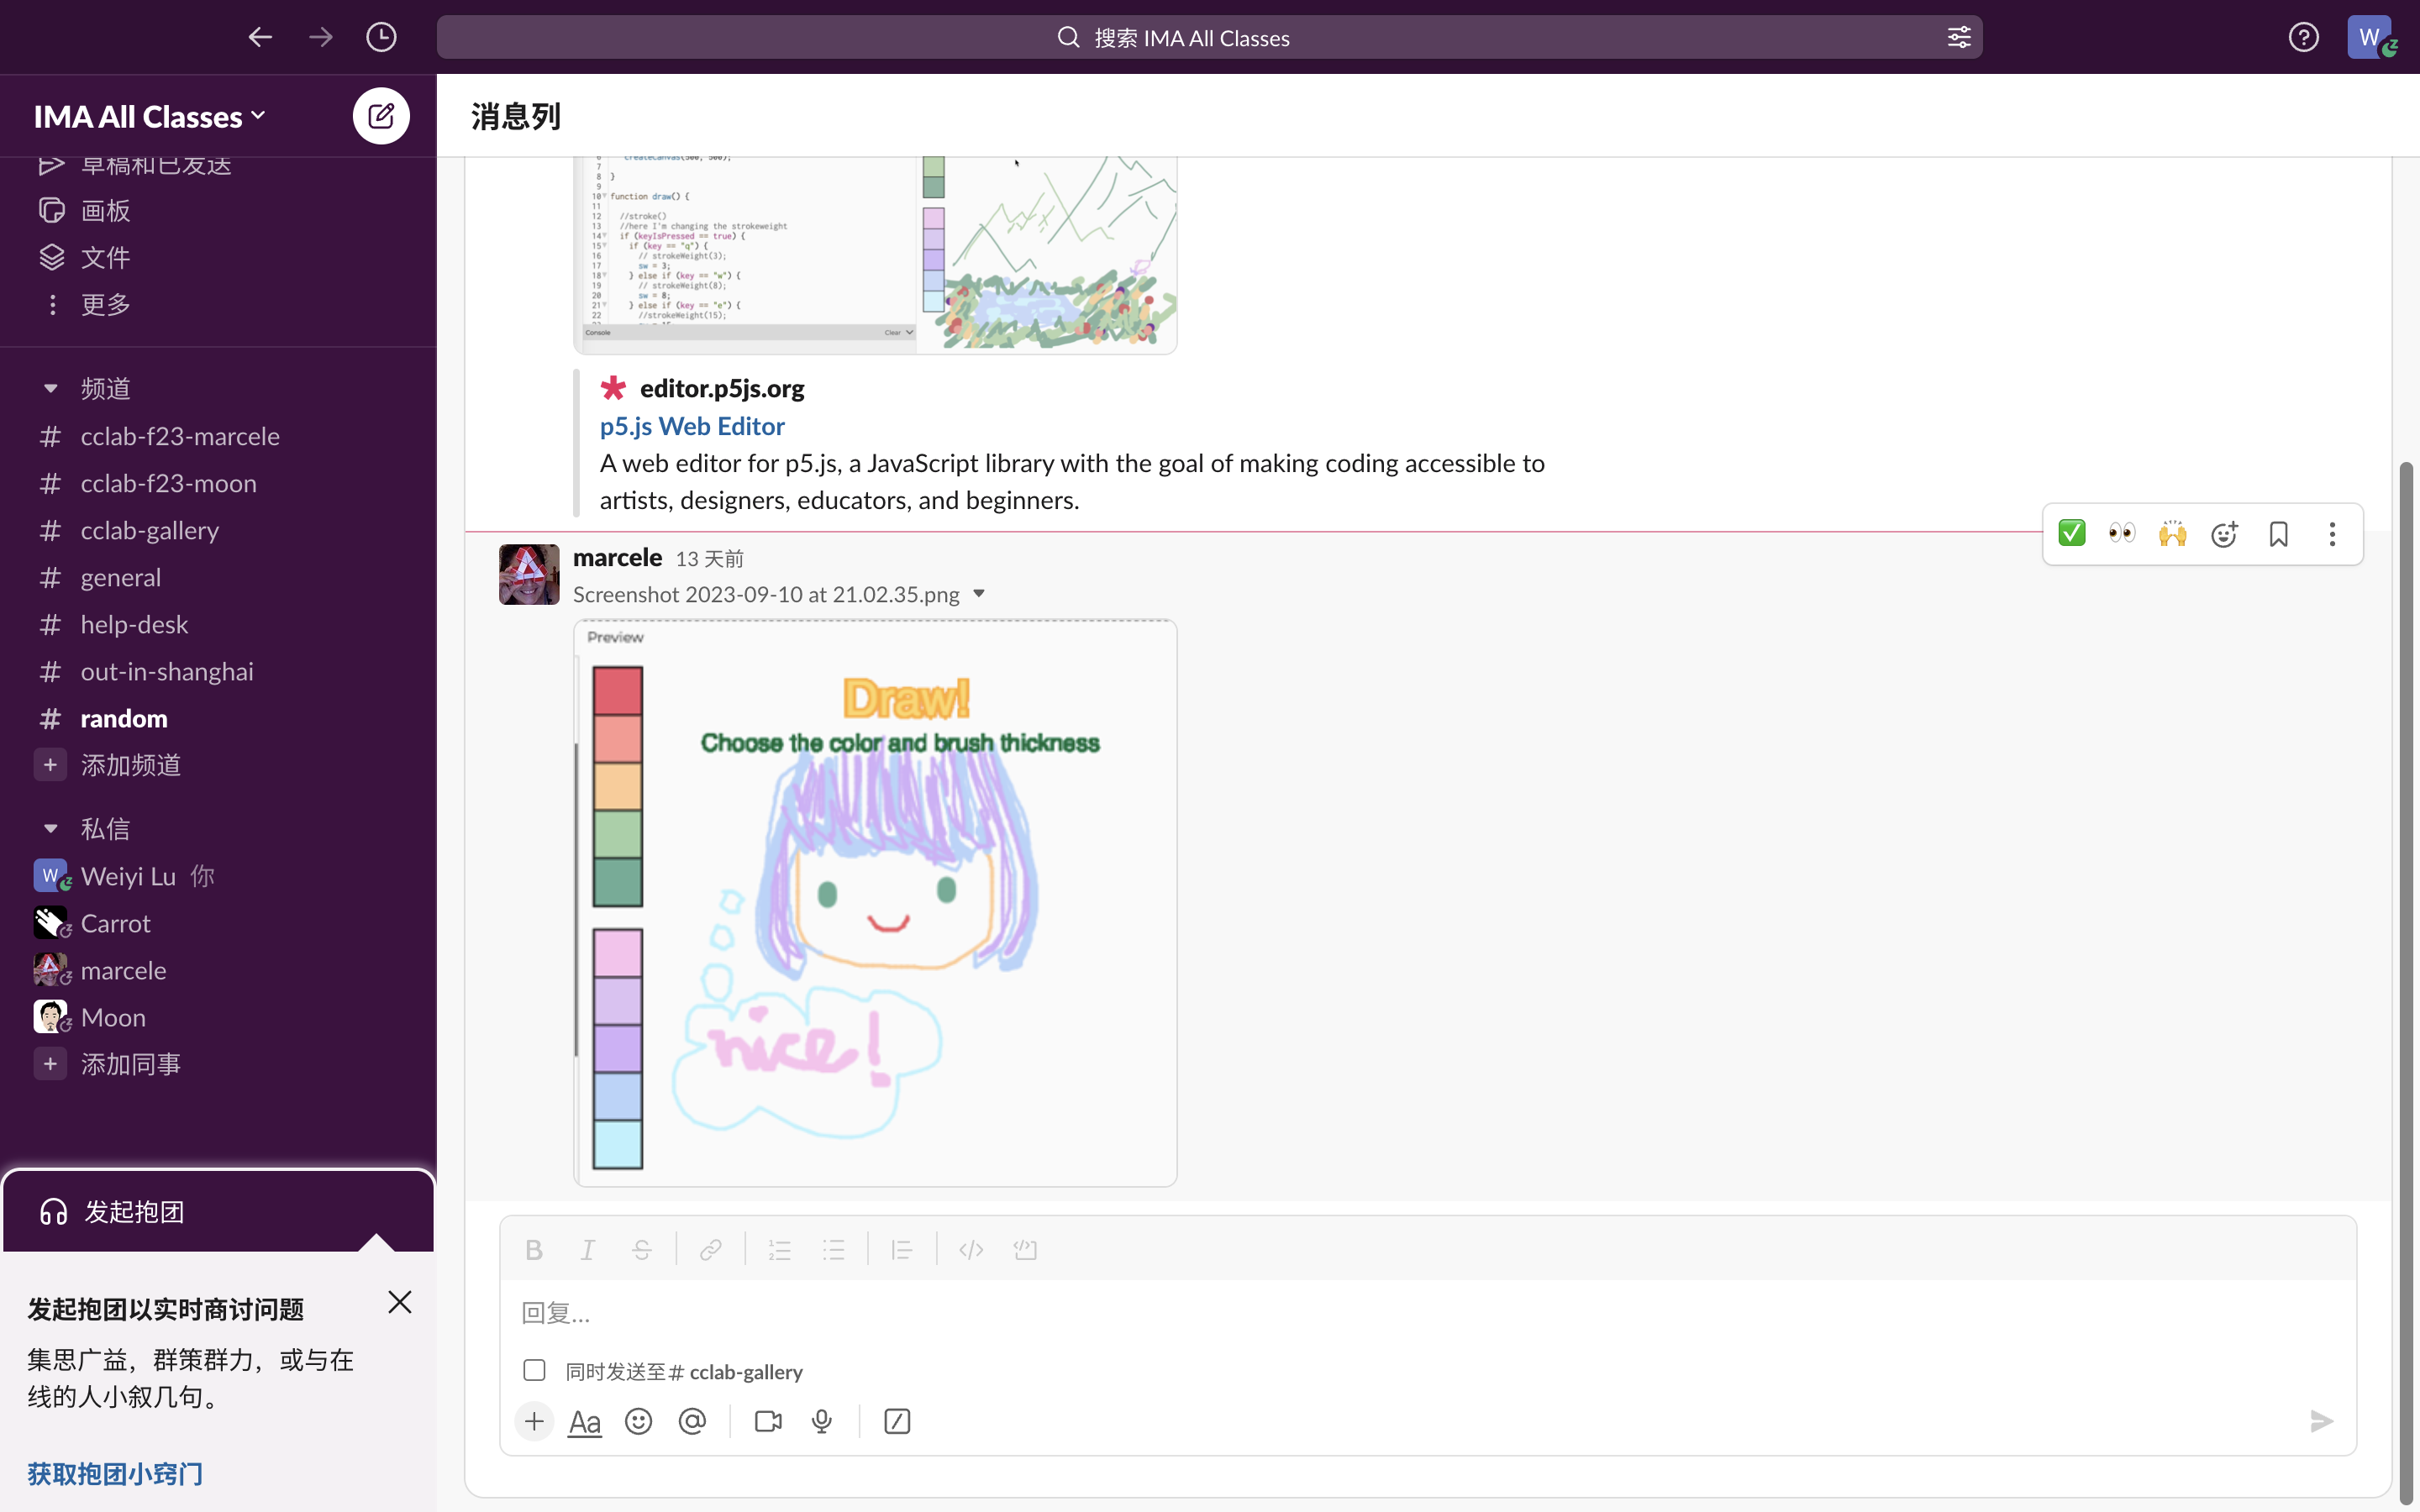 搜索 IMA All Classes
W
IMA All Classes
草稿和已发送
画板
文件
更多
频道
# cclab-f23-marcele
# cclab-f23-moon
# cclab-gallery
# general
# help-desk
# out-in-shanghai
# random
+ 添加频道
私信
W Weiyi Lu 你
Carrot
marcele
Moon
+ 添加同事
发起抱团
发起抱团以实时商讨问题
集思广益，群策群力，或与在
线的人小叙几句。
获取抱团小窍门
消息列
6 createCanvas(500, 500);
7
8 }
9
10 function draw() {
11
12 //stroke()
13 //here I'm changing the strokeweight
14 if (keyIsPressed == true) {
15 if (key == "q") {
16 // strokeWeight(3);
17 sw = 3;
18 } else if (key == "w") {
19 // strokeWeight(8);
20 sw = 8;
21 } else if (key == "e") {
22 //strokeWeight(15);
Console Clear
editor.p5js.org
p5.js Web Editor
A web editor for p5.js, a JavaScript library with the goal of making coding accessible to
artists, designers, educators, and beginners.
marcele 13 天前
Screenshot 2023-09-10 at 21.02.35.png
Preview
Draw!
Choose the color and brush thickness
nice!
B I S
回复...
同时发送至# cclab-gallery
+ Aa @